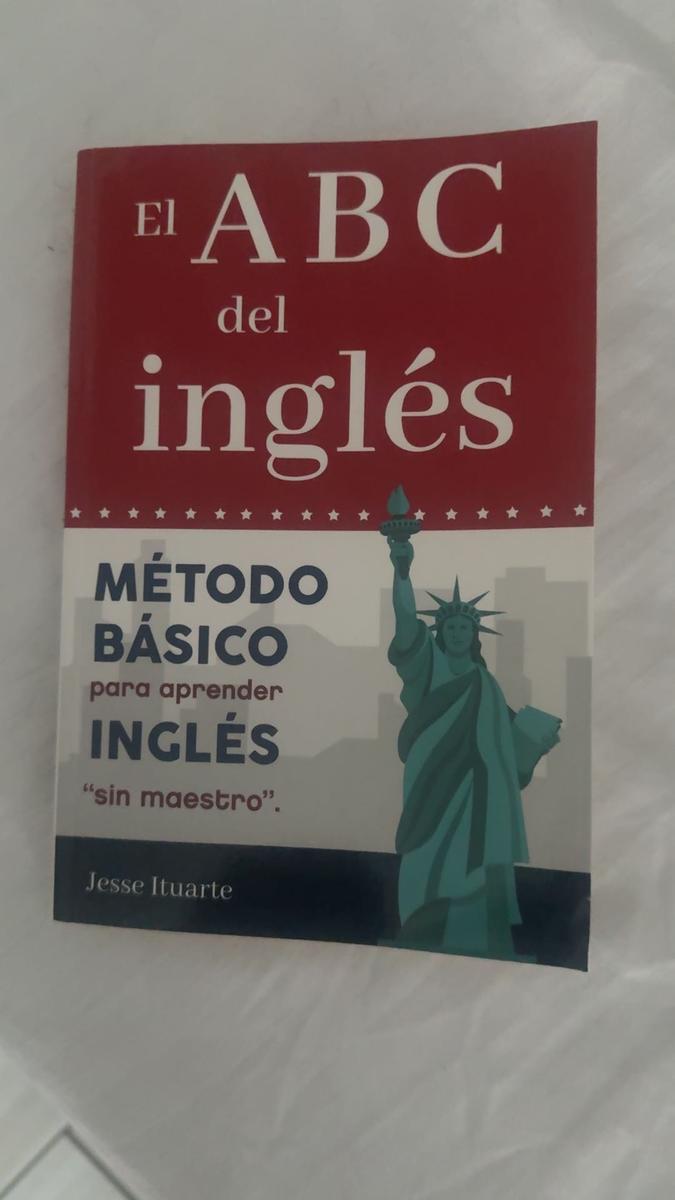 El ABC
del
inglés
MÉTODO
BÁSICO
para aprender
INGLÉS
“sin maestro”.
Jesse Ituarte